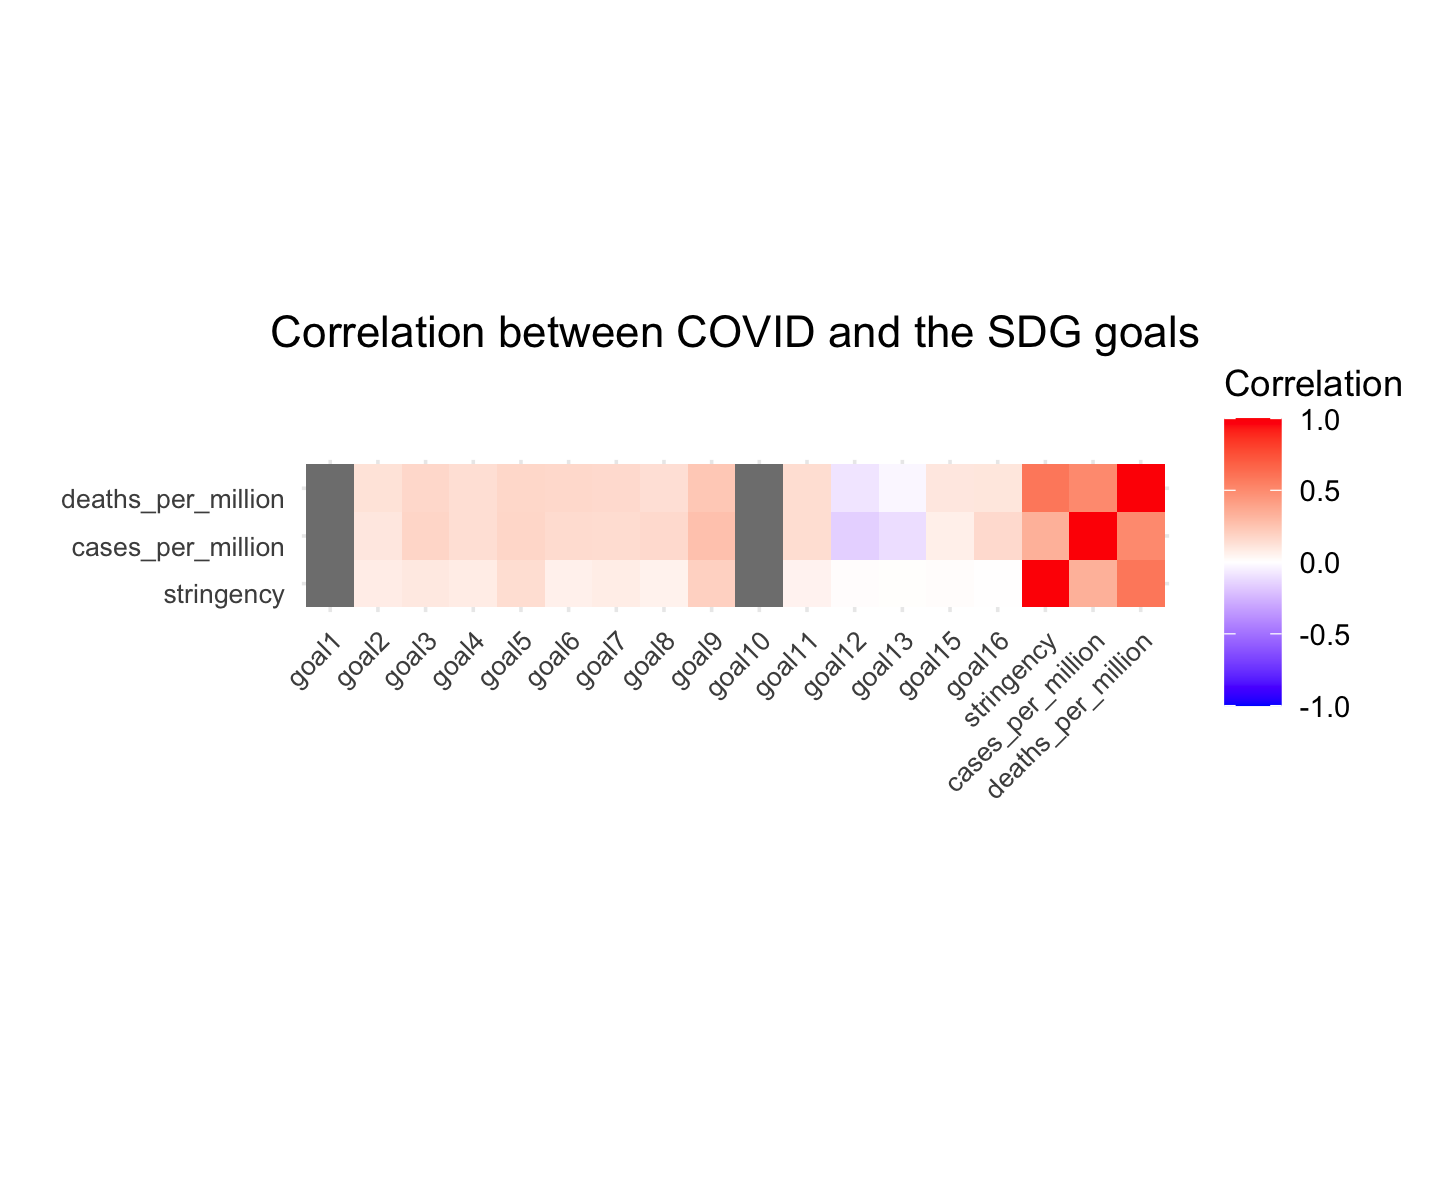 Correlation between COVID and the SDG goals
Correlation
1.0
0.5
0.0
-0.5
-1.0
deaths_per_million
cases_per_million
stringency
goal1
goal2
goal3
goal4
goal5
goal6
goal7
goal8
goal9
goal10
goal11
goal12
goal13
goal15
goal16
stringency
cases_per_million
deaths_per_million